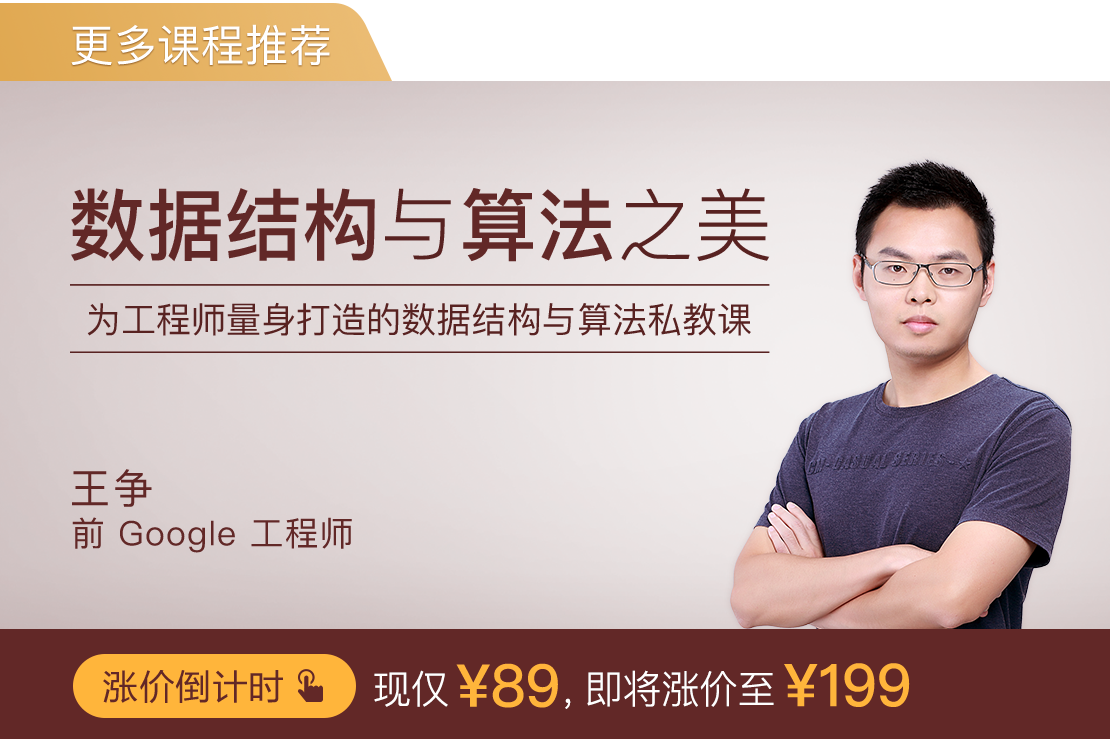 更多课程推荐
数据结构与算法之美
为工程师量身打造的数据结构与算法私教课
王争
前 Google 工程师
涨价倒计时 现仅 ¥89, 即将涨价至 ¥199